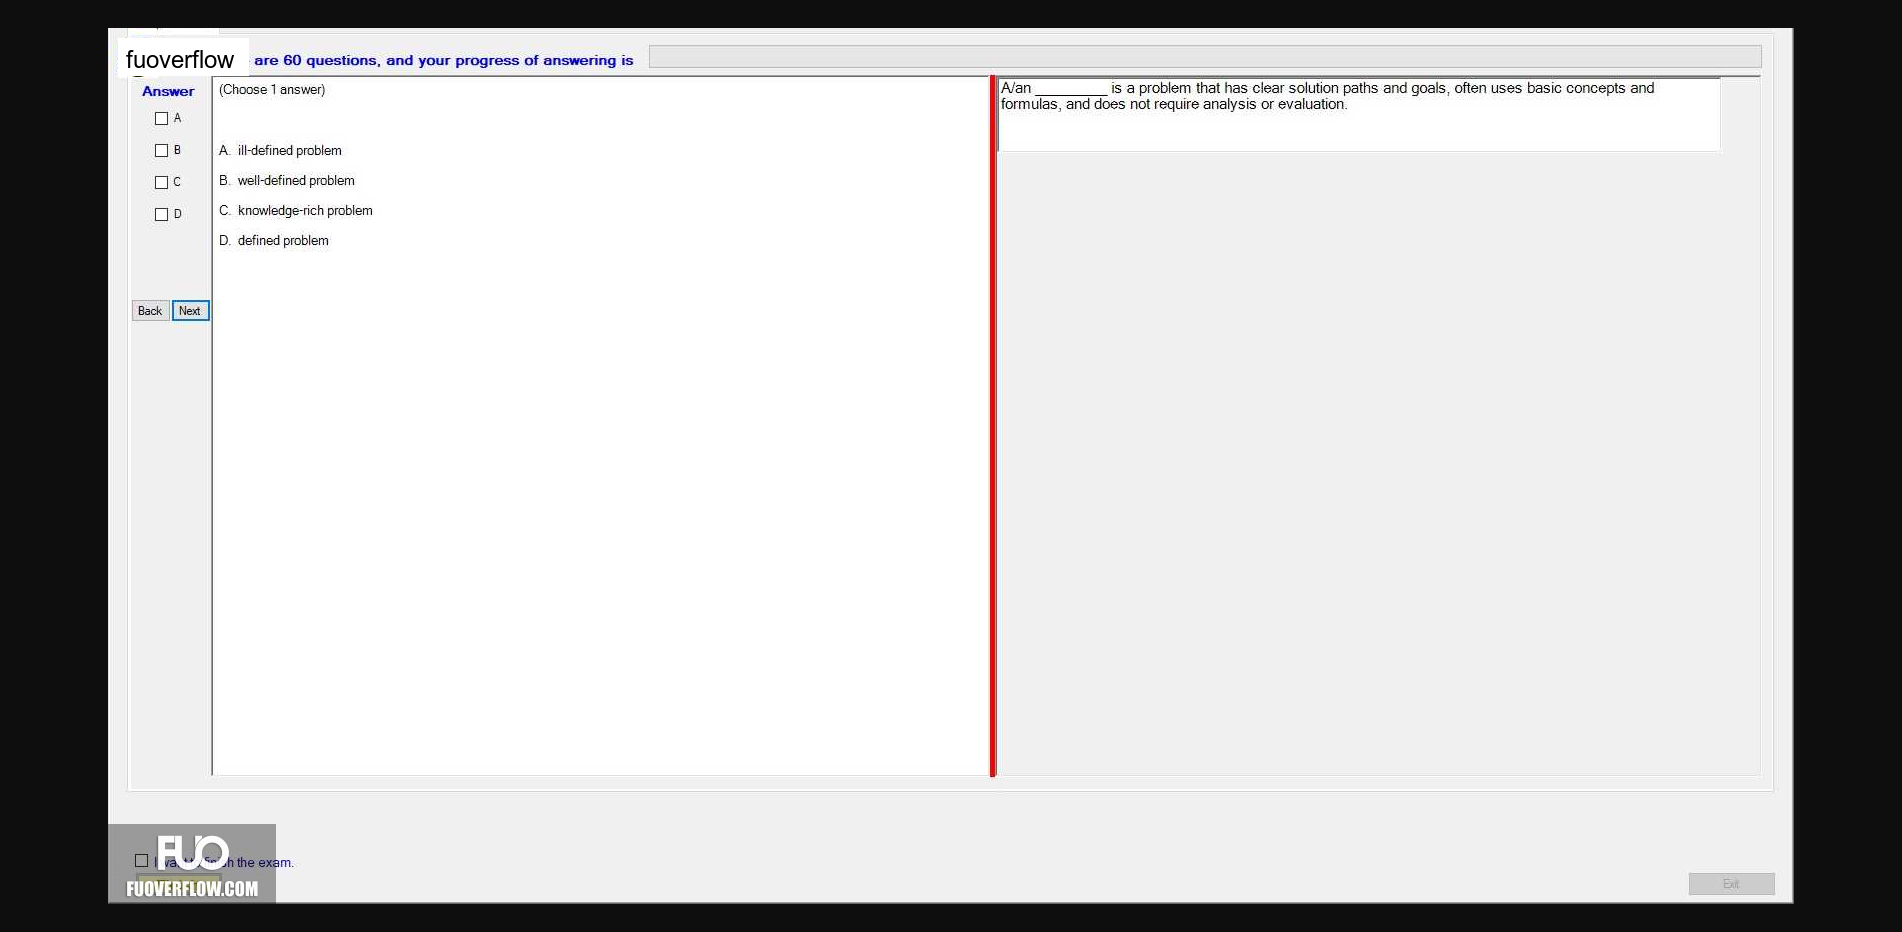 fuoverflow are 60 questions, and your progress of answering is
Answer
A
B
C
D
Back Next
(Choose 1 answer)
A. ill-defined problem
B. well-defined problem
C. knowledge-rich problem
D. defined problem
A/an _________ is a problem that has clear solution paths and goals, often uses basic concepts and
formulas, and does not require analysis or evaluation.
FUO
I want to finish the exam.
FUOVERFLOW.COM
Exit